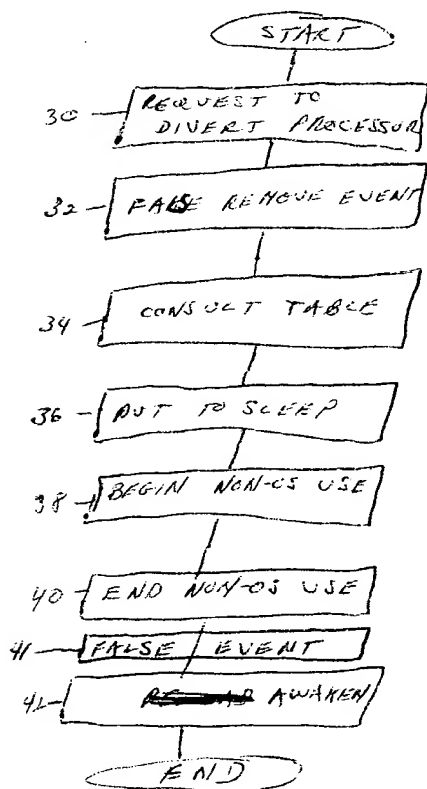 START
30 REQUEST TO
DIVERT PROCESSOR
32 FALSE REMOVE EVENT
34 CONSULT TABLE
36 PUT TO SLEEP
38 BEGIN NON-OS USE
40 END NON-OS USE
41 FALSE EVENT
42 AWAKEN
END